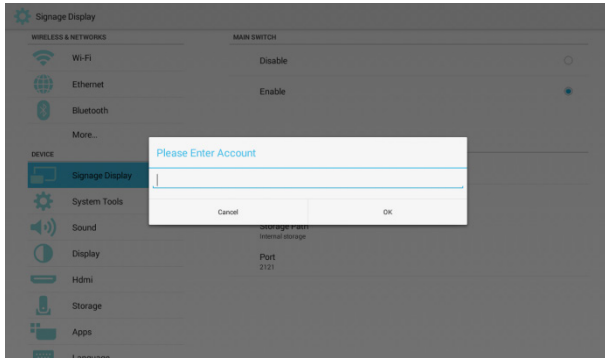 Signage Display
WIRELESS & NETWORKS
Wi-Fi
Ethernet
Bluetooth
More..
DEVICE
Signage Display
System Tools
Sound
Display
Hdmi
Storage
Apps
Language
MAIN SWITCH
Disable
Enable
Please Enter Account
Cancel
OK
Storage Path
Internal storage
Port
2121